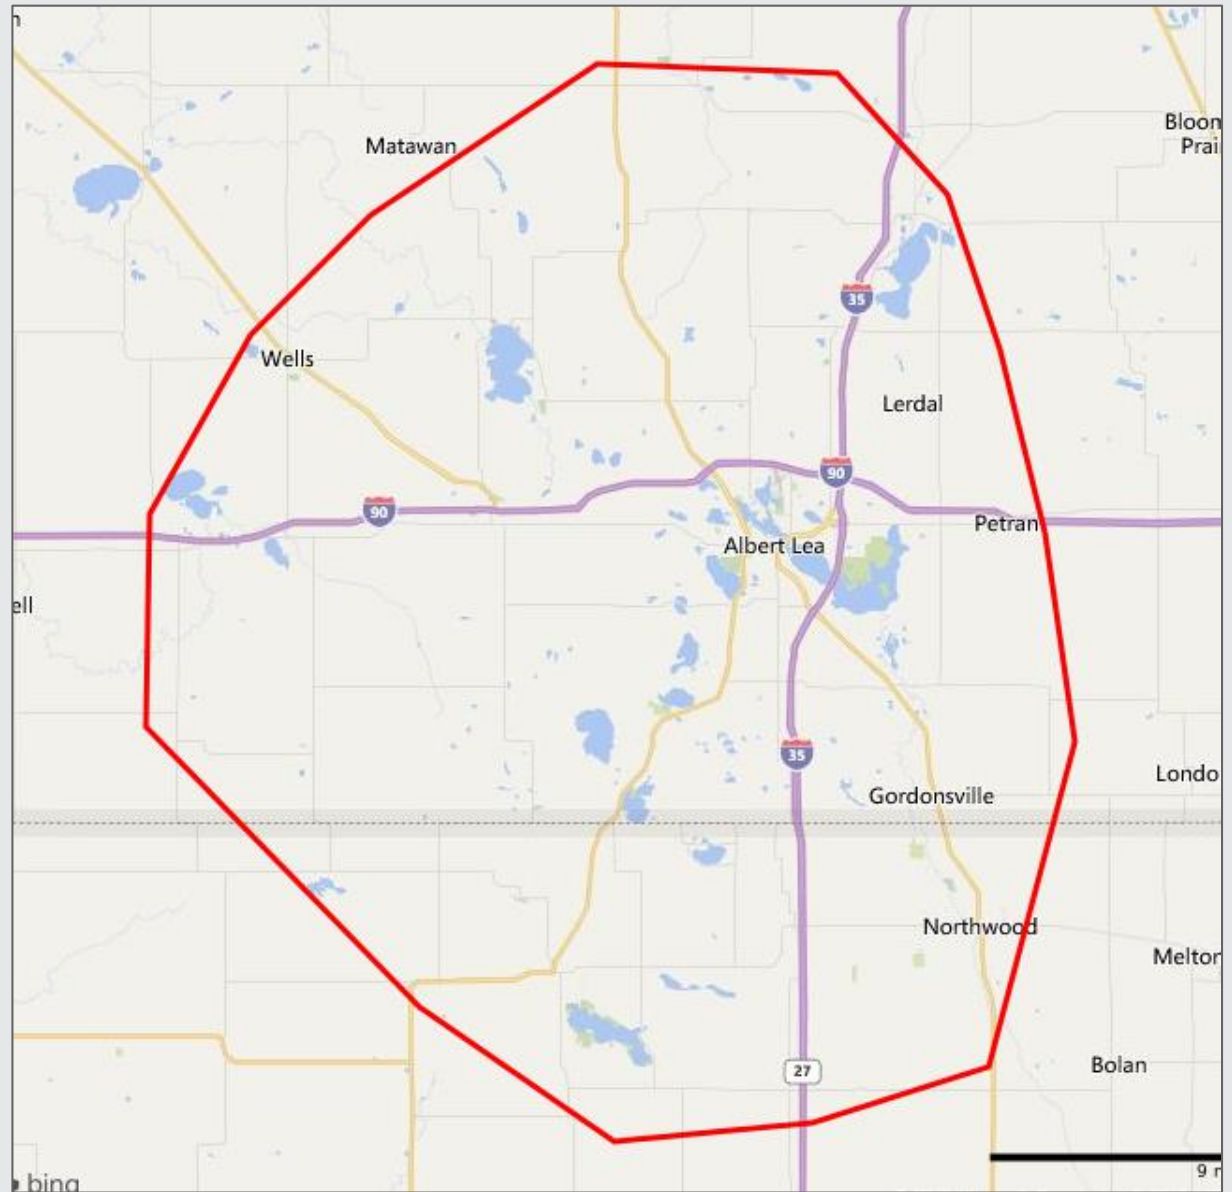 n
Bloom
Prai
Matawan
35
Wells
Lerdal
90
90
Petran
Albert Lea
ell
35
Londo
Gordonsville
Northwood
Melton
27
Bolan
9 r
bing